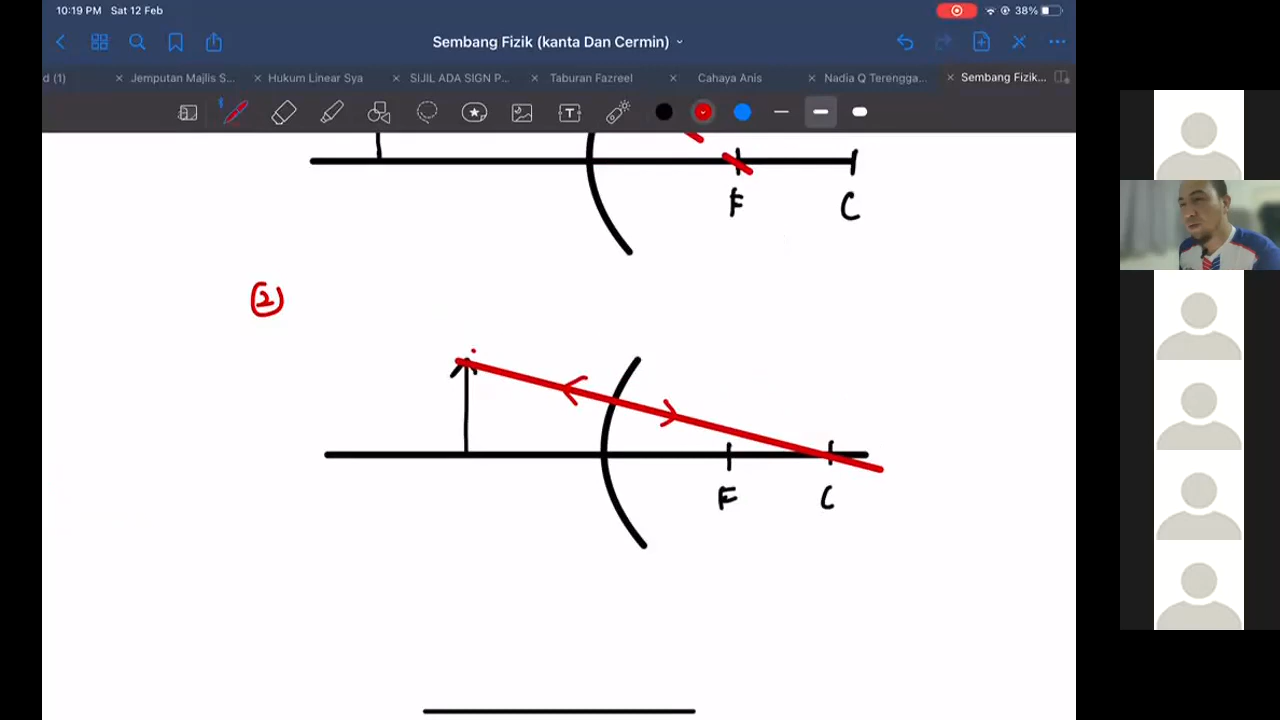 10:19 PM Sat 12 Feb 38%
Sembang Fizik (kanta Dan Cermin)
d (1) Jemputan Majlis S... Hukum Linear Sya SIJIL ADA SIGN P... Taburan Fazreel Cahaya Anis Nadia Q Terengga... Sembang Fizik...
T
F C
2
F C